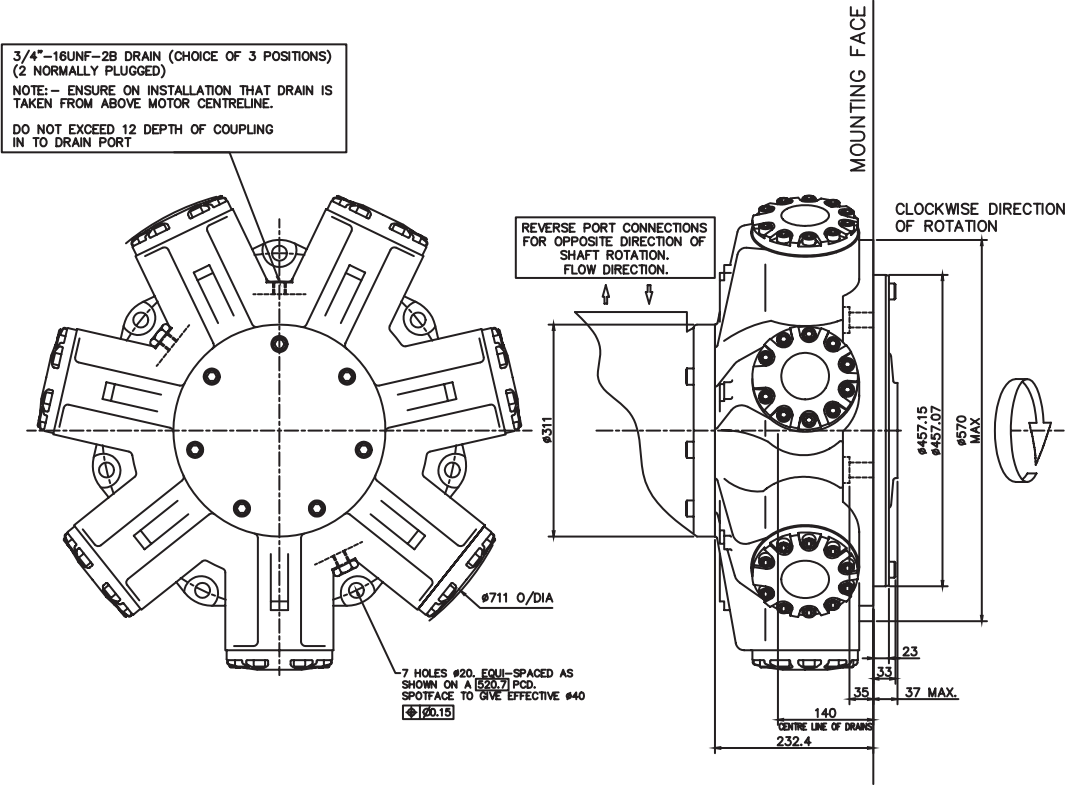 3/4"-16UNF-2B DRAIN (CHOICE OF 3 POSITIONS)
(2 NORMALLY PLUGGED)
NOTE:- ENSURE ON INSTALLATION THAT DRAIN IS
TAKEN FROM ABOVE MOTOR CENTRELINE.
DO NOT EXCEED 12 DEPTH OF COUPLING
IN TO DRAIN PORT
MOUNTING FACE
CLOCKWISE DIRECTION
OF ROTATION
REVERSE PORT CONNECTIONS
FOR OPPOSITE DIRECTION OF
SHAFT ROTATION.
FLOW DIRECTION.
ø311
ø457.15
ø457.07
ø570
MAX
ø711 O/DIA
7 HOLES ø20. EQUI-SPACED AS
SHOWN ON A 520.7 PCD.
SPOTFACE TO GIVE EFFECTIVE ø40
⌖ Ø0.15
23
33
35
37 MAX.
140
CENTRE LINE OF DRAINS
232.4